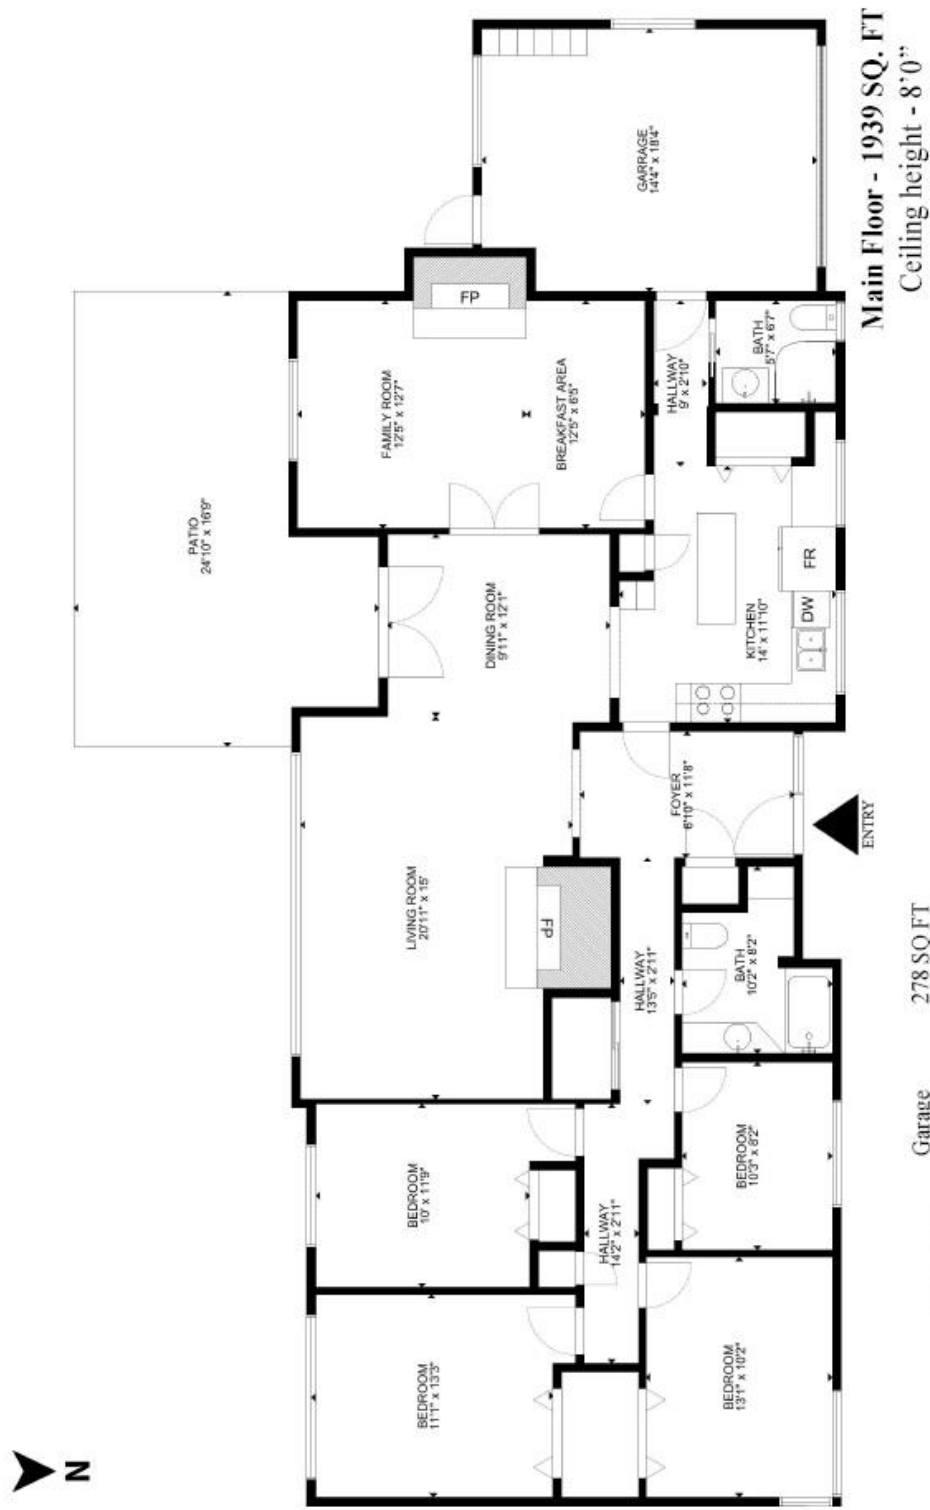 Main Floor - 1939 SQ. FT
Ceiling height - 8'0"
N
BEDROOM
11'1" x 13'3"
BEDROOM
10' x 11'9"
LIVING ROOM
20'11" x 15'
PATIO
24'10" x 16'9"
DINING ROOM
9'11" x 12'1"
FAMILY ROOM
12'5" x 12'7"
BREAKFAST AREA
12'5" x 6'5"
FP
GARRAGE
14'4" x 18'4"
FP
HALLWAY
14'2" x 2'11"
HALLWAY
13'5" x 2'11"
FOYER
6'10" x 11'8"
HALLWAY
9' x 2'10"
BEDROOM
13'1" x 10'2"
BEDROOM
10'3" x 8'2"
BATH
10'2" x 8'2"
KITCHEN
14' x 11'10"
DW
FR
BATH
5'7" x 6'7"
ENTRY
Garage 278 SQ FT